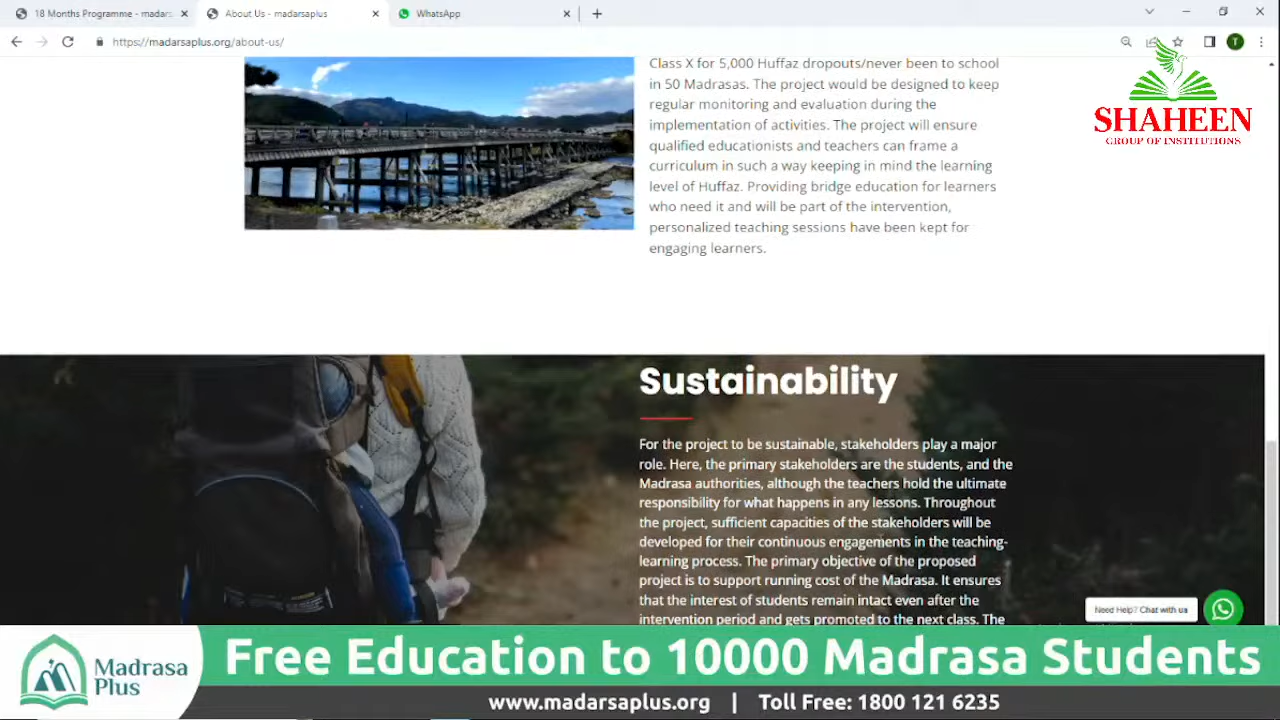 18 Months Programme - madars
About Us - madarsaplus
WhatsApp
https://madarsaplus.org/about-us/
T
SHAHEEN
GROUP OF INSTITUTIONS
Class X for 5,000 Huffaz dropouts/never been to school
in 50 Madrasas. The project would be designed to keep
regular monitoring and evaluation during the
implementation of activities. The project will ensure
qualified educationists and teachers can frame a
curriculum in such a way keeping in mind the learning
level of Huffaz. Providing bridge education for learners
who need it and will be part of the intervention,
personalized teaching sessions have been kept for
engaging learners.
Sustainability
For the project to be sustainable, stakeholders play a major
role. Here, the primary stakeholders are the students, and the
Madrasa authorities, although the teachers hold the ultimate
responsibility for what happens in any lessons. Throughout
the project, sufficient capacities of the stakeholders will be
developed for their continuous engagements in the teaching-
learning process. The primary objective of the proposed
project is to support running cost of the Madrasa. It ensures
that the interest of students remain intact even after the
intervention period and gets promoted to the next class. The
Need Help? Chat with us
Madrasa
Plus
Free Education to 10000 Madrasa Students
www.madarsaplus.org | Toll Free: 1800 121 6235